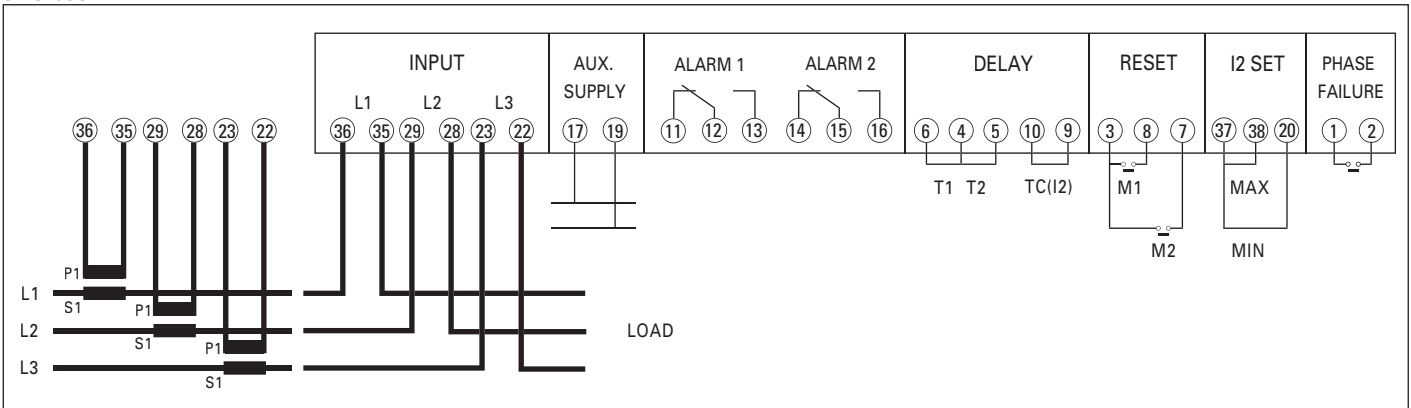 INPUT AUX. SUPPLY ALARM 1 ALARM 2 DELAY RESET I2 SET PHASE FAILURE
L1 L2 L3
36 35 29 28 23 22 36 35 29 28 23 22 17 19 11 12 13 14 15 16 6 4 5 10 9 3 8 7 37 38 20 1 2
T1 T2 TC(I2) M1 MAX
M2 MIN
P1
L1
S1 P1
L2 LOAD
S1 P1
L3
S1